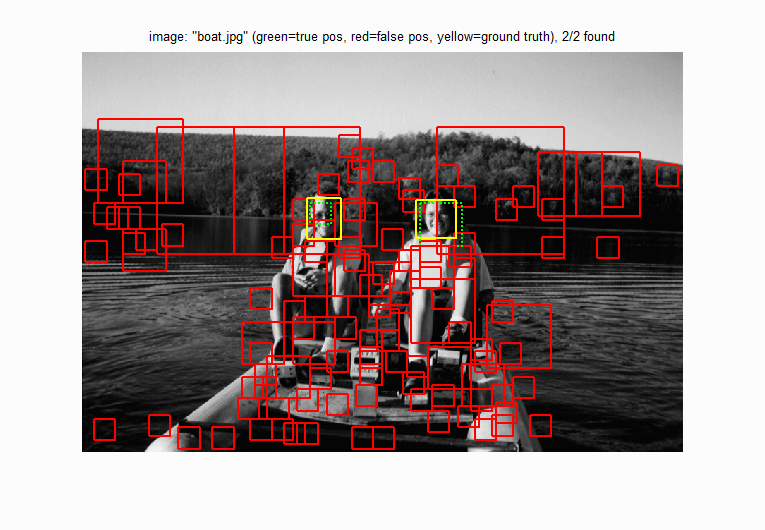 image: "boat.jpg" (green=true pos, red=false pos, yellow=ground truth), 2/2 found